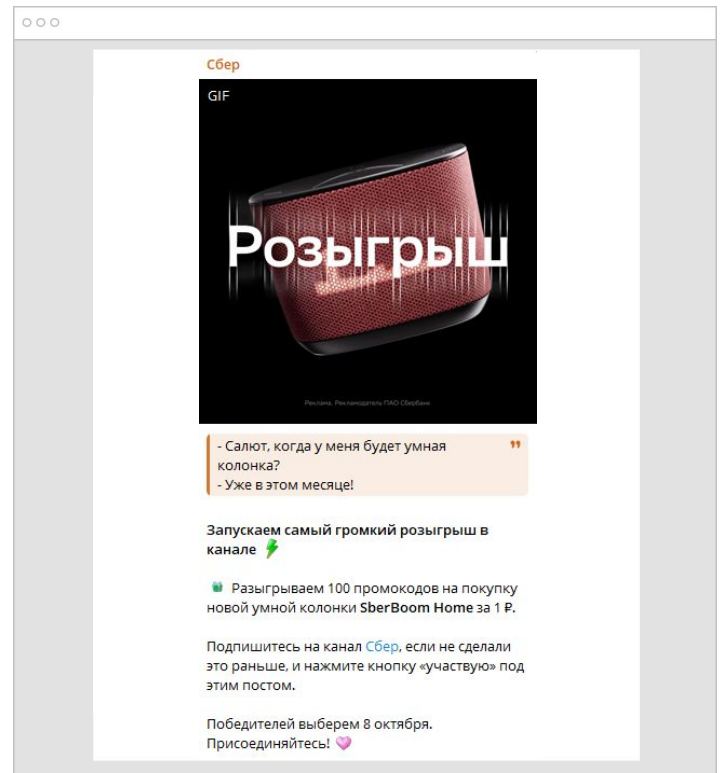 Сбер
GIF
Розыгрыш
Реклама. Рекламодатель ПАО Сбербанк
- Салют, когда у меня будет умная
колонка?
- Уже в этом месяце!
Запускаем самый громкий розыгрыш в
канале
Разыгрываем 100 промокодов на покупку
новой умной колонки SberBoom Home за 1 ₽.
Подпишитесь на канал Сбер, если не сделали
это раньше, и нажмите кнопку «участвую» под
этим постом.
Победителей выберем 8 октября.
Присоединяйтесь!